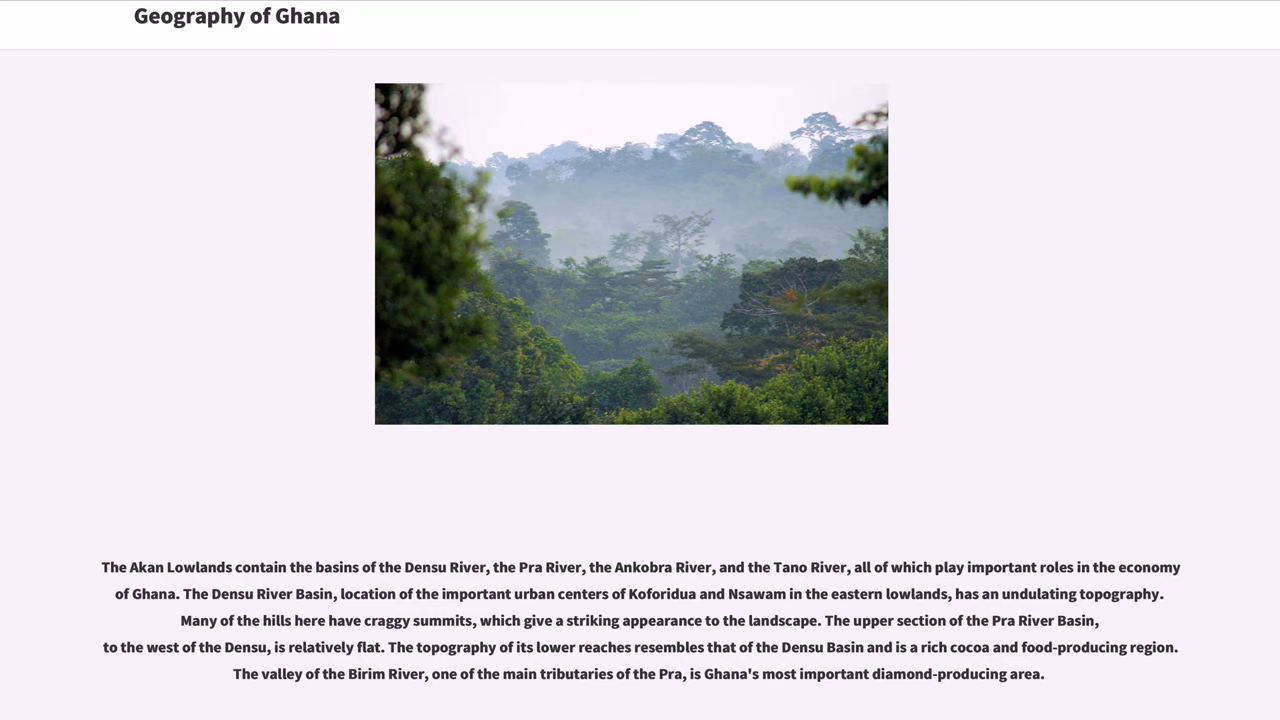 Geography of Ghana
The Akan Lowlands contain the basins of the Densu River, the Pra River, the Ankobra River, and the Tano River, all of which play important roles in the economy
of Ghana. The Densu River Basin, location of the important urban centers of Koforidua and Nsawam in the eastern lowlands, has an undulating topography.
Many of the hills here have craggy summits, which give a striking appearance to the landscape. The upper section of the Pra River Basin,
to the west of the Densu, is relatively flat. The topography of its lower reaches resembles that of the Densu Basin and is a rich cocoa and food-producing region.
The valley of the Birim River, one of the main tributaries of the Pra, is Ghana's most important diamond-producing area.